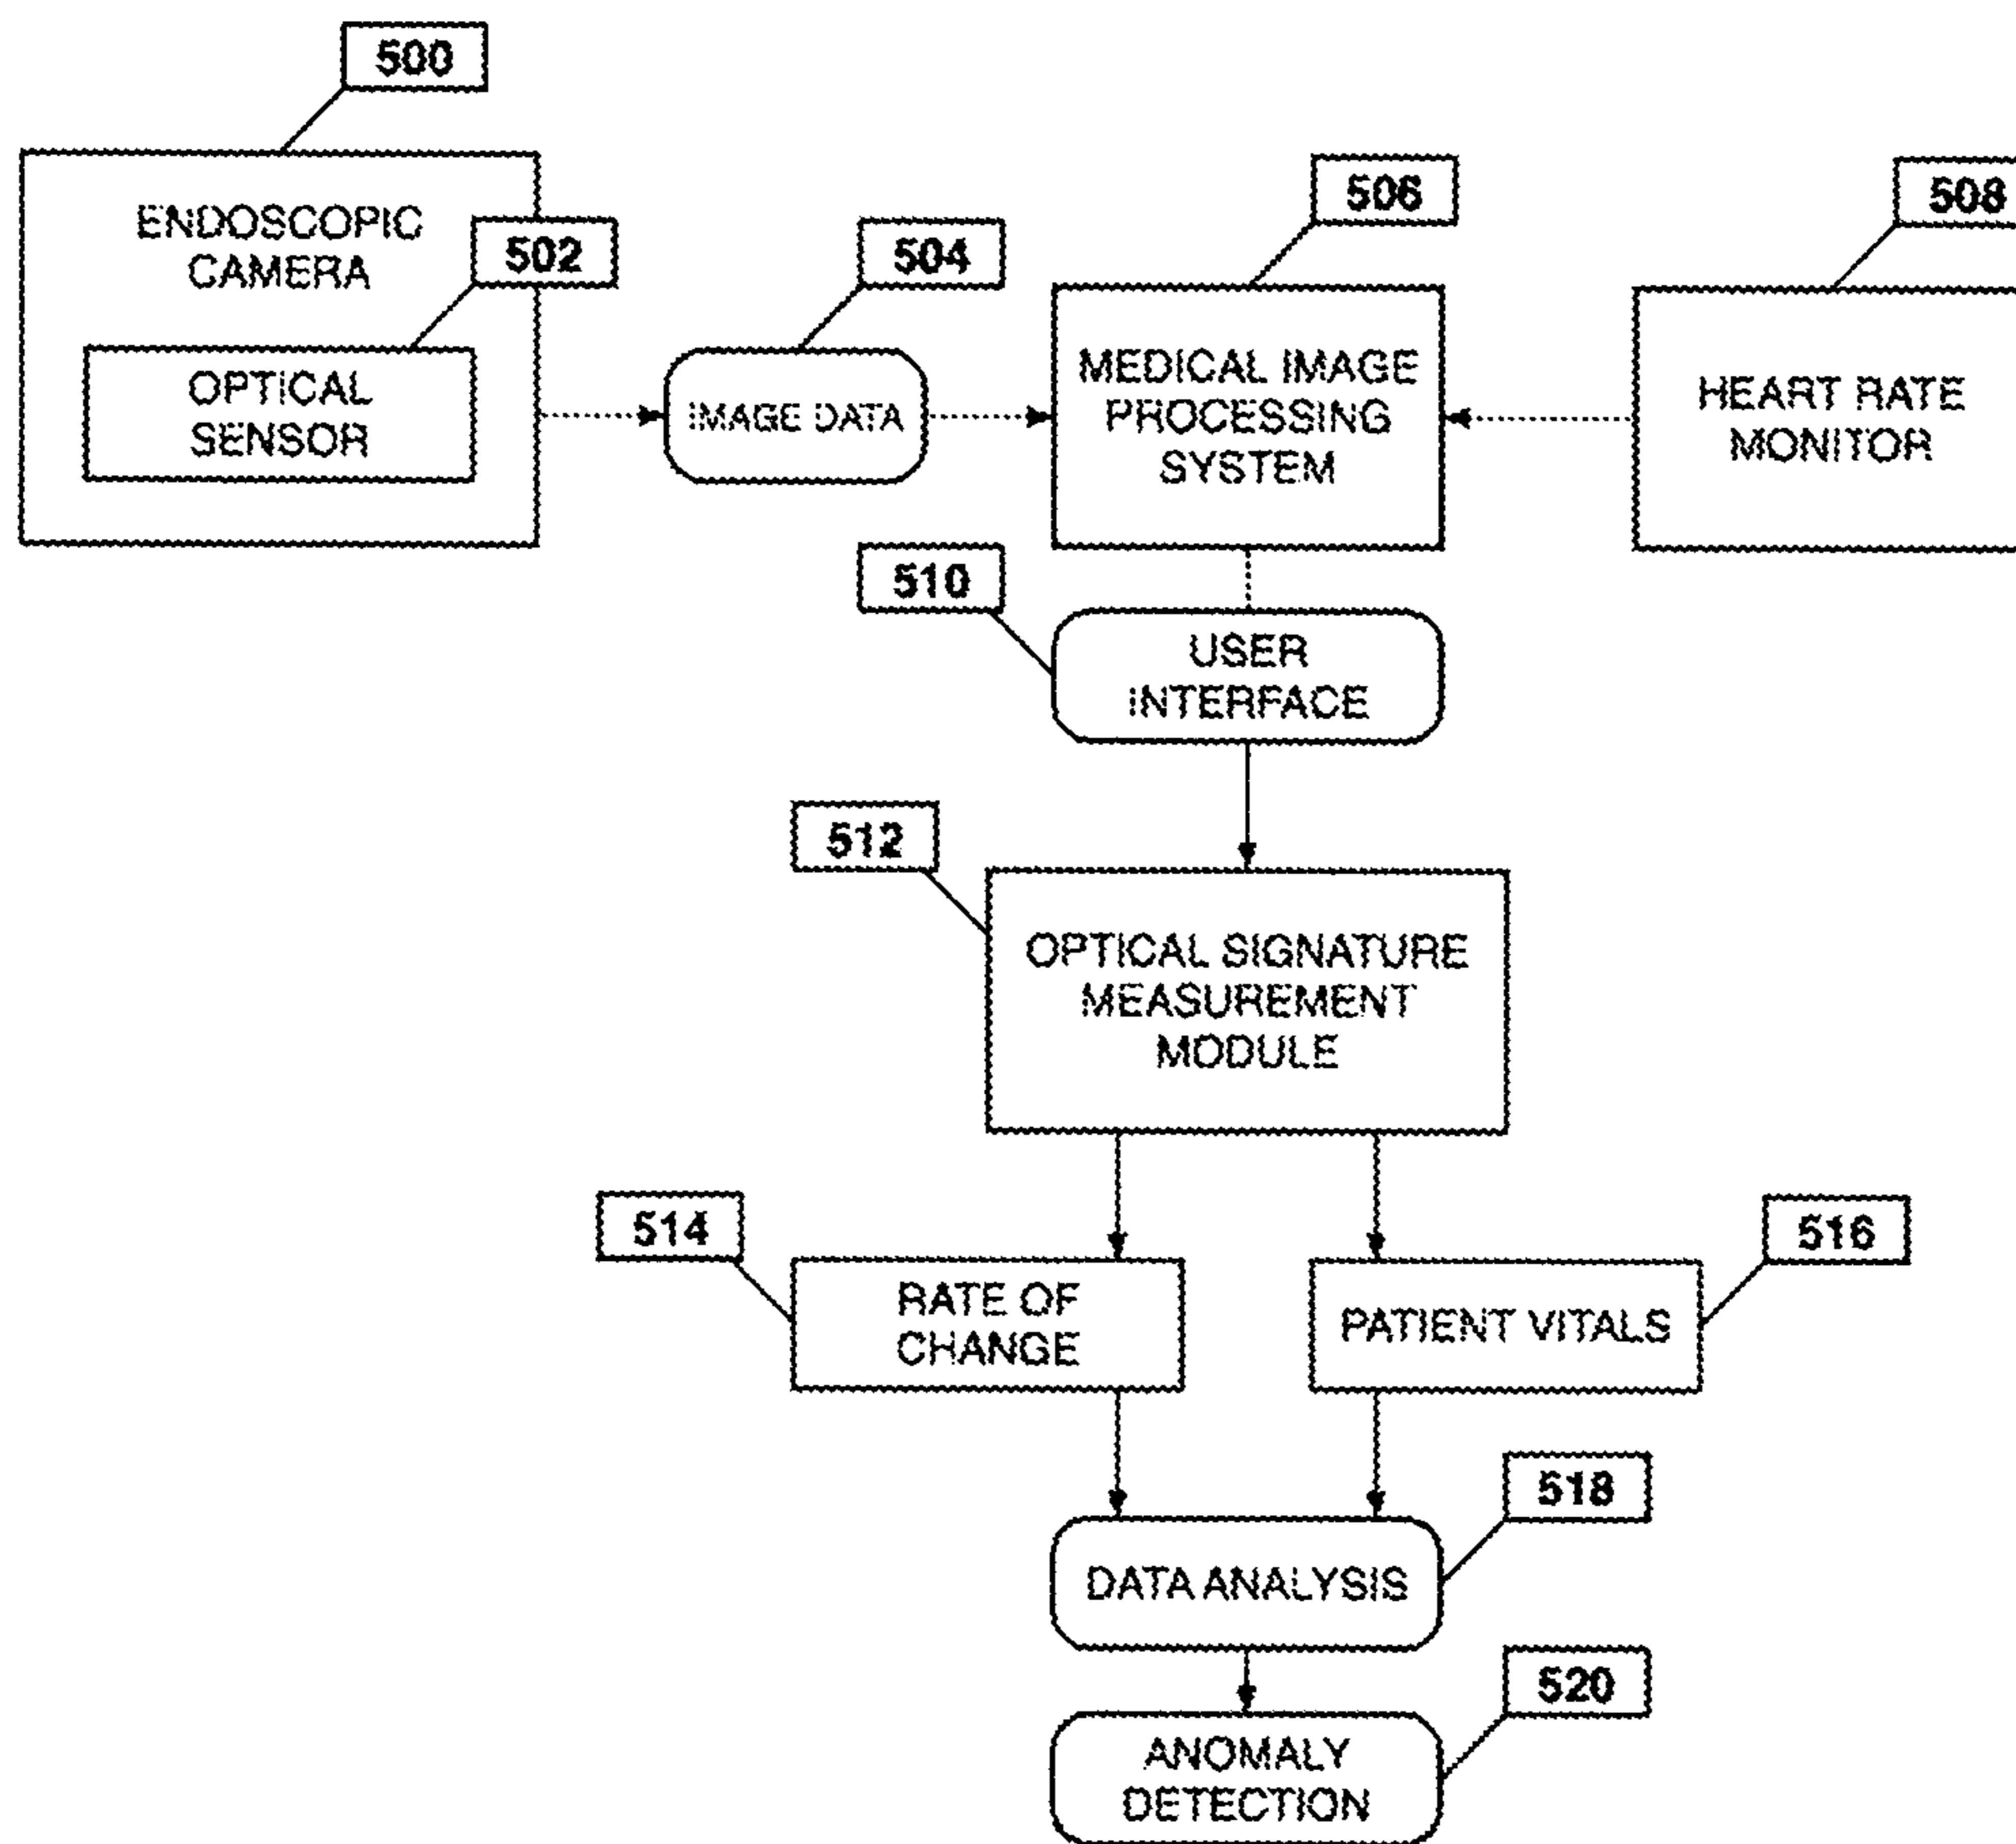 500
ENDOSCOPIC
CAMERA
502
OPTICAL
SENSOR
504
IMAGE DATA
506
MEDICAL IMAGE
PROCESSING
SYSTEM
508
HEART RATE
MONITOR
510
USER
INTERFACE
512
OPTICAL SIGNATURE
MEASUREMENT
MODULE
514
RATE OF
CHANGE
516
PATIENT VITALS
518
DATA ANALYSIS
520
ANOMALY
DETECTION